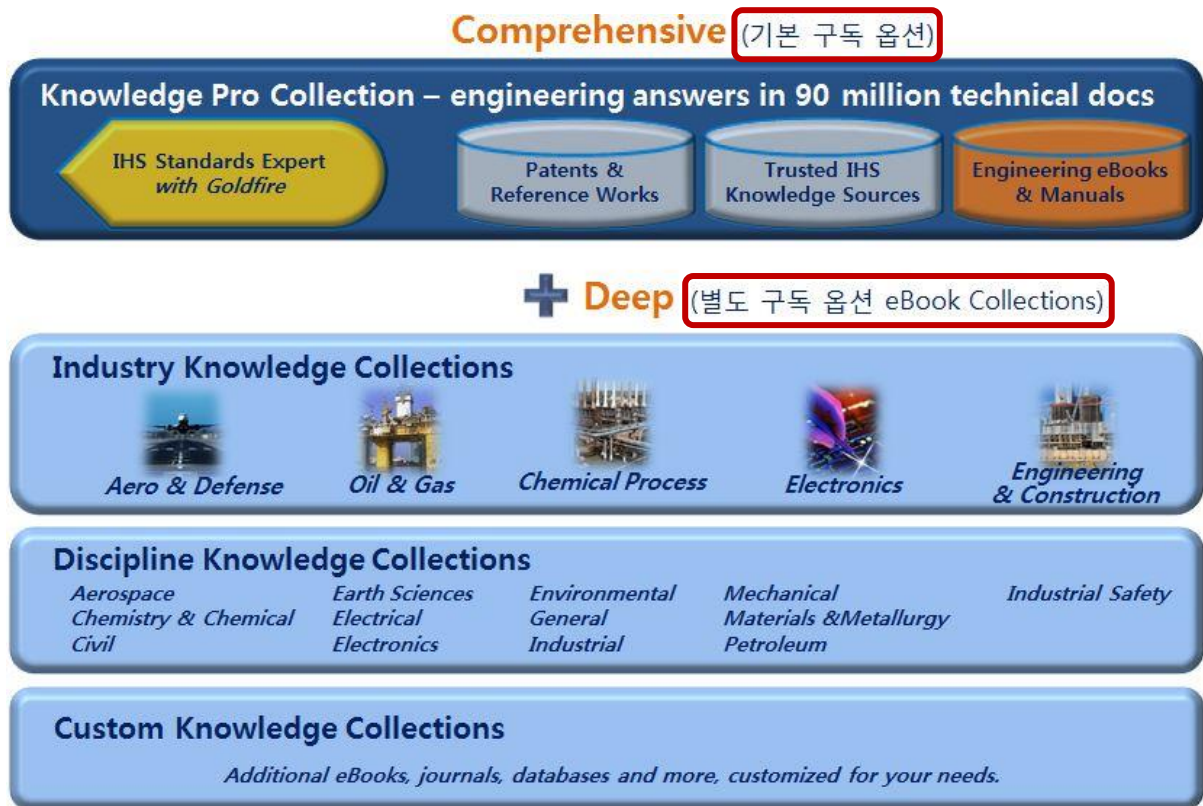 Comprehensive (기본 구독 옵션)
Knowledge Pro Collection – engineering answers in 90 million technical docs
IHS Standards Expert
with Goldfire
Patents &
Reference Works
Trusted IHS
Knowledge Sources
Engineering eBooks
& Manuals
Deep (별도 구독 옵션 eBook Collections)
Industry Knowledge Collections
Aero & Defense
Oil & Gas
Chemical Process
Electronics
Engineering
& Construction
Discipline Knowledge Collections
Aerospace
Chemistry & Chemical
Civil
Earth Sciences
Electrical
Electronics
Environmental
General
Industrial
Mechanical
Materials &Metallurgy
Petroleum
Industrial Safety
Custom Knowledge Collections
Additional eBooks, journals, databases and more, customized for your needs.